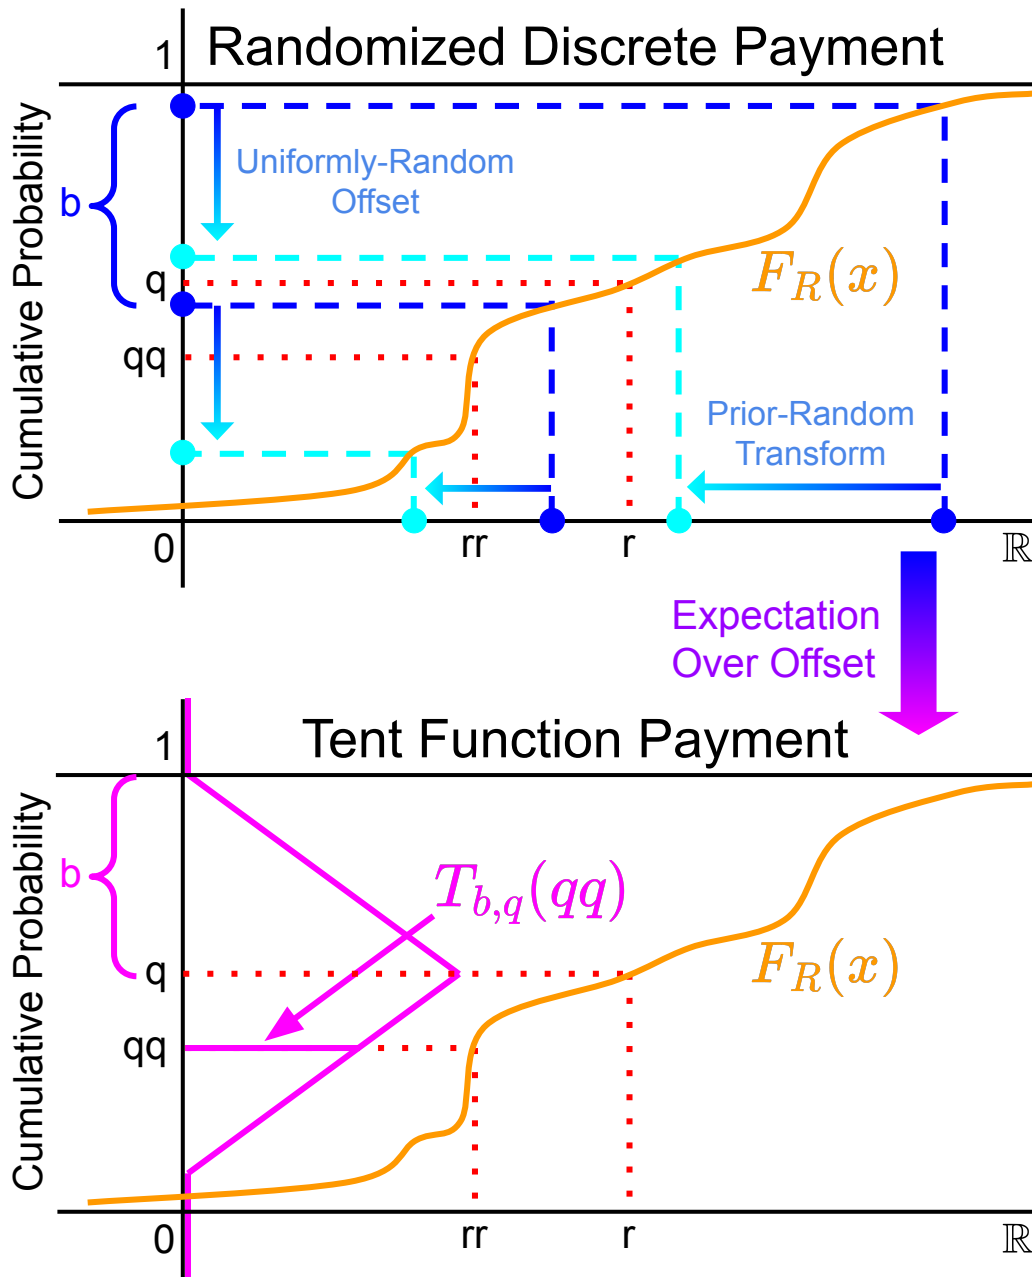 Randomized Discrete Payment
1
Cumulative Probability
b
Uniformly-Random
Offset
q
F_R(x)
qq
Prior-Random
Transform
0
rr
r
ℝ
Expectation
Over Offset
Tent Function Payment
1
Cumulative Probability
b
T_{b,q}(qq)
q
F_R(x)
qq
0
rr
r
ℝ